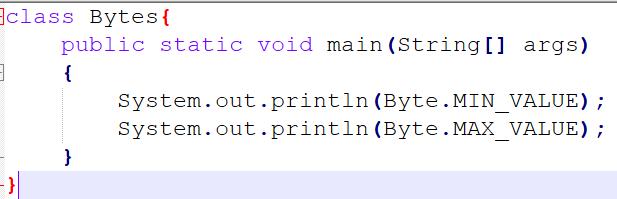 class Bytes{
    public static void main(String[] args)
    {
        System.out.println(Byte.MIN_VALUE);
        System.out.println(Byte.MAX_VALUE);
    }
}